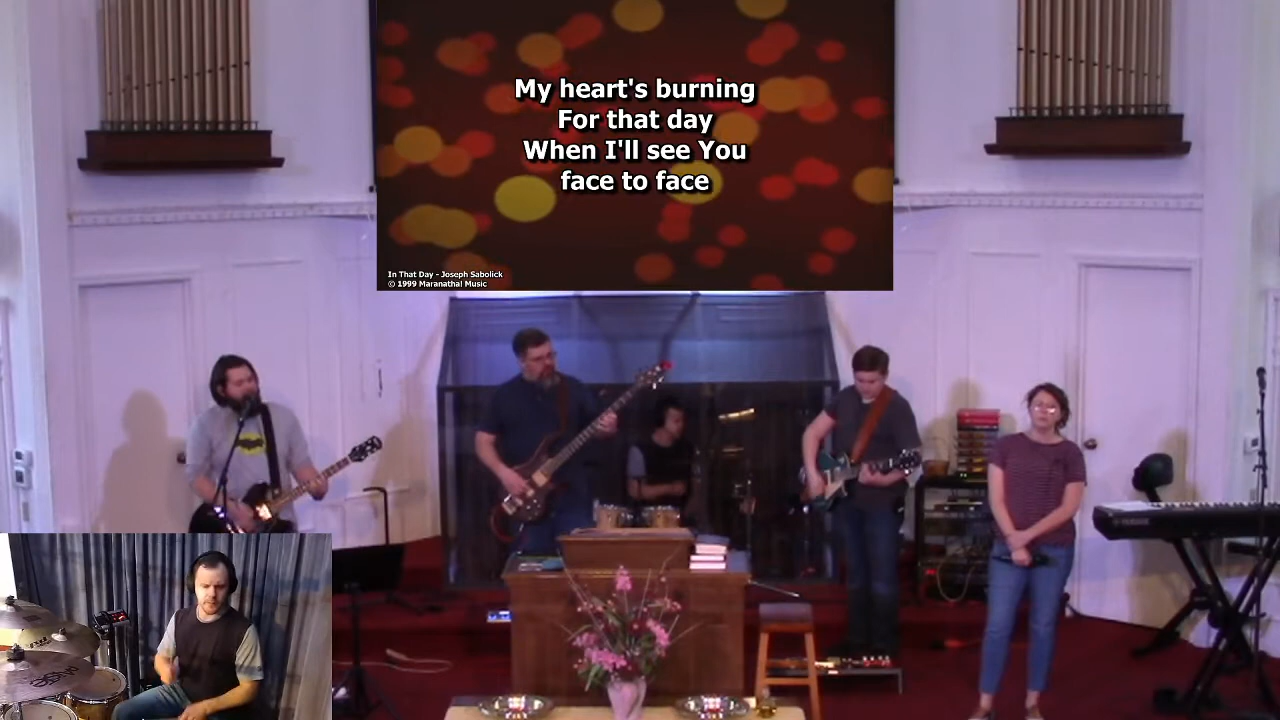 My heart's burning
For that day
When I'll see You
face to face
In That Day - Joseph Sabolick
© 1999 Maranatha! Music
YAMAHA